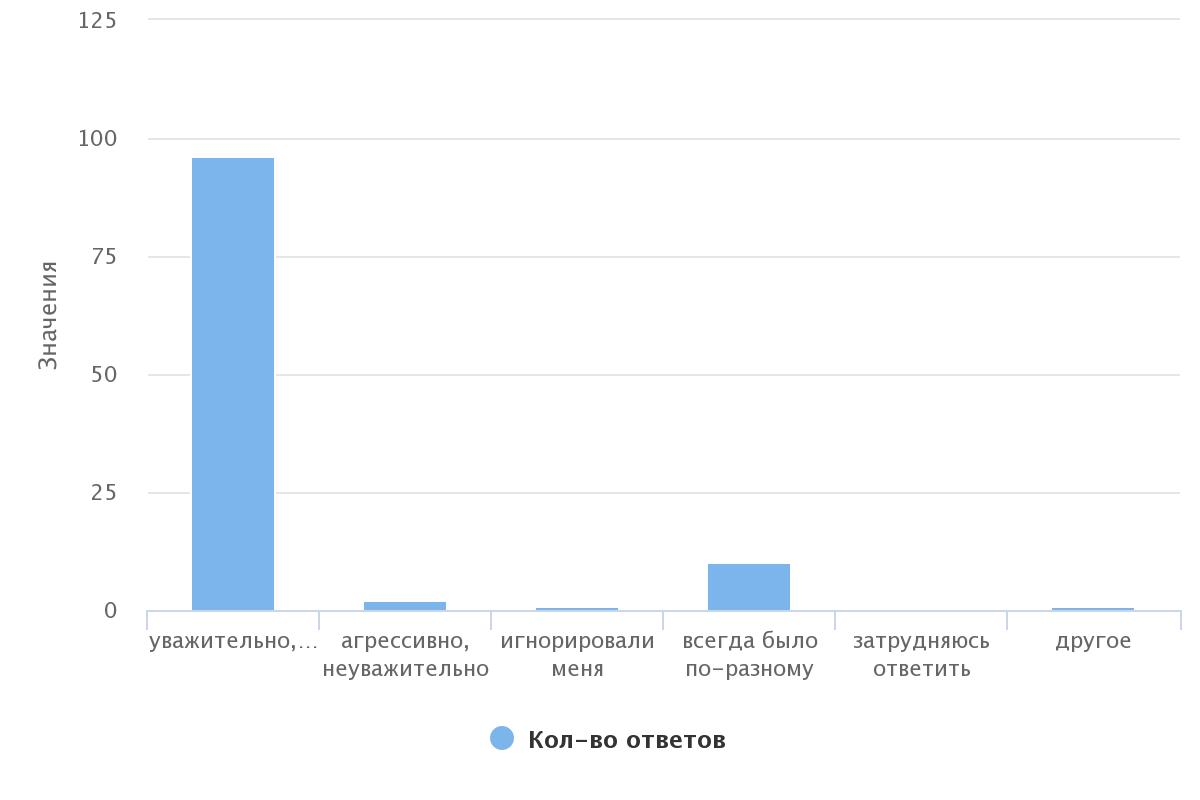 125
100
75
50
25
0
Значения
уважительно,...
агрессивно,
неуважительно
игнорировали
меня
всегда было
по-разному
затрудняюсь
ответить
другое
Кол-во ответов